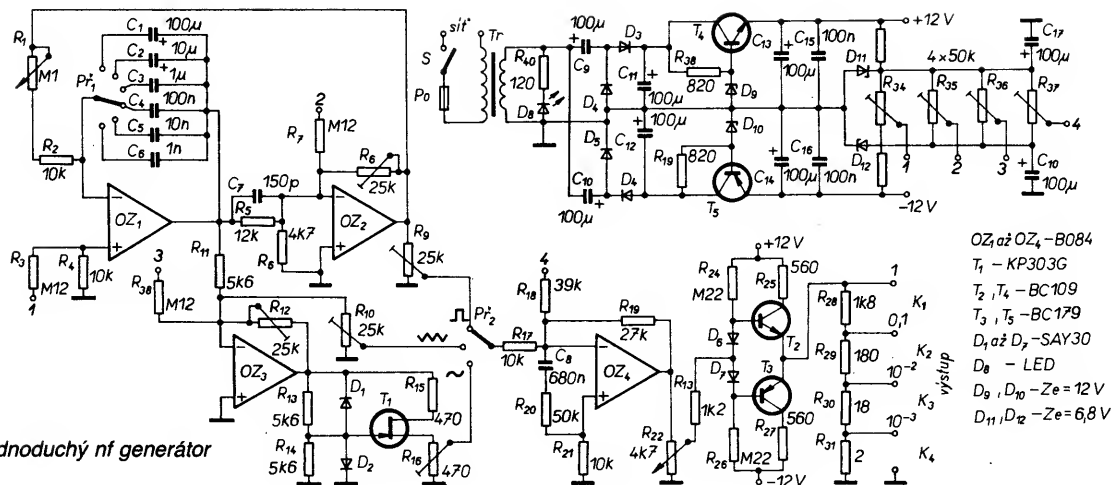 R1
M1
Př1
C1
100µ
C2
10µ
C3
1µ
C4
100n
C5
10n
C6
1n
R2
10k
OZ1
R3
M12
1
R4
10k
R11
5k6
3
R38
M12
C7
150p
R5
12k
4k7
R6
2
R7
M12
R6
25k
OZ2
R9
25k
R12
25k
R10
25k
OZ3
R13
5k6
R14
5k6
D1
D2
T1
R15
470
R16
470
Př2
R17
10k
4
R18
39k
R19
27k
C8
680n
R20
50k
R21
10k
OZ4
R22
4k7
R13
1k2
+12V
R24
M22
R25
560
D6
D7
T2
T3
R27
560
R26
M22
-12V
R28
1k8
R29
180
R30
18
R31
2
1
0,1
10-2
10-3
K1
K2
K3
K4
výstup
síť
S
Po
Tr
R40
120
D8
C9
100µ
C10
100µ
D3
D4
D5
D4
C11
100µ
C12
100µ
R38
820
R19
820
T4
T5
D9
D10
C13
100µ
C14
100µ
C15
100n
C16
100n
+12V
-12V
D11
D12
4×50k
R34
R35
R36
R37
1
2
3
4
C17
100µ
C10
100µ
OZ1 až OZ4 - B084
T1 - KP303G
T2, T4 - BC109
T3, T5 - BC179
D1 až D7 - SAY30
D8 - LED
D9, D10 - Ze = 12V
D11, D12 - Ze = 6,8V
dnoduchý nf generátor